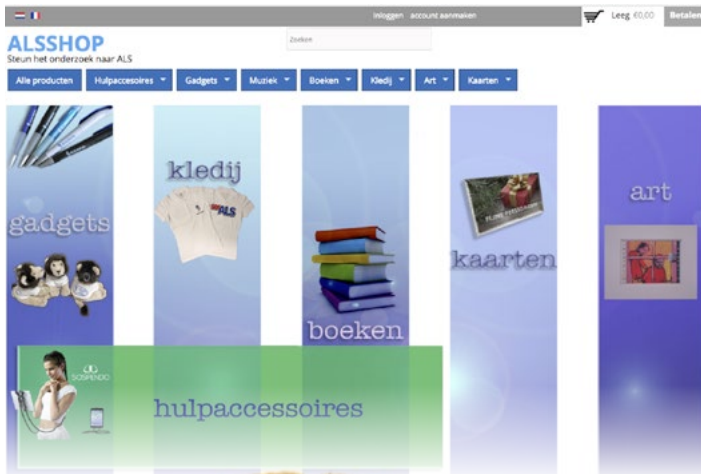 inloggen account aanmaken
Leeg €0,00 Betalen
ALSSHOP
Steun het onderzoek naar ALS
Zoeken
Alle producten Hulpaccesoires Gadgets Muziek Boeken Kledij Art Kaarten
gadgets
kledij
ALS
boeken
kaarten
art
SOSPENDO
hulpaccessoires